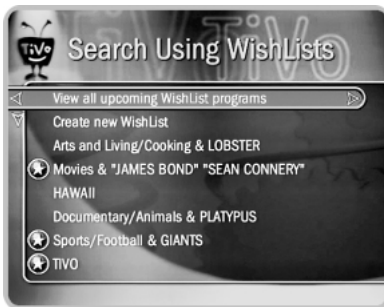 TiVo
Search Using WishLists
View all upcoming WishList programs
Create new WishList
Arts and Living/Cooking & LOBSTER
Movies & "JAMES BOND" "SEAN CONNERY"
HAWAII
Documentary/Animals & PLATYPUS
Sports/Football & GIANTS
TIVO